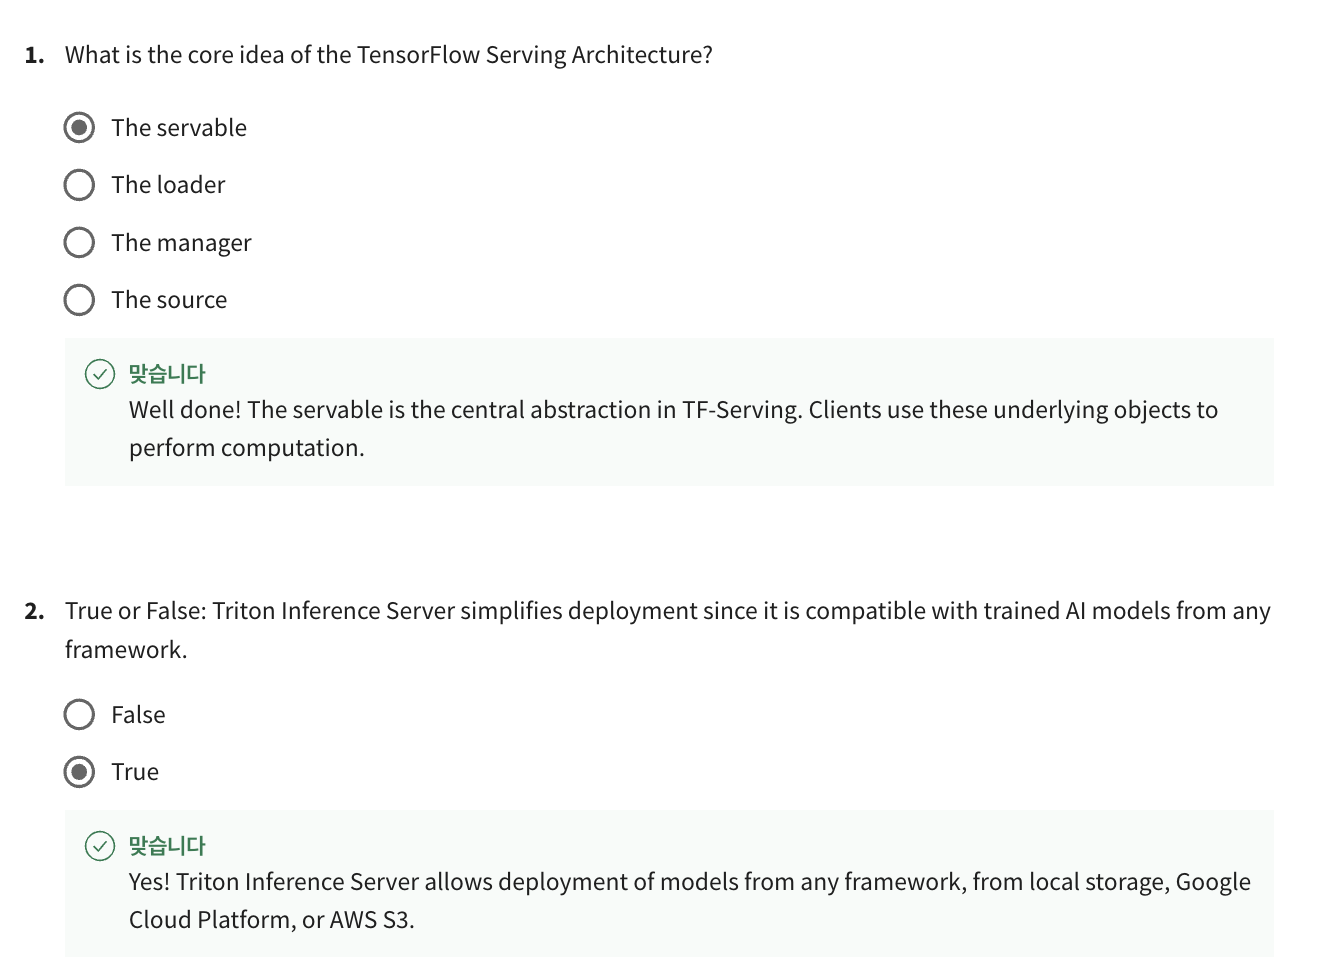 1. What is the core idea of the TensorFlow Serving Architecture?
The servable
The loader
The manager
The source
맞습니다
Well done! The servable is the central abstraction in TF-Serving. Clients use these underlying objects to
perform computation.
2. True or False: Triton Inference Server simplifies deployment since it is compatible with trained AI models from any
framework.
False
True
맞습니다
Yes! Triton Inference Server allows deployment of models from any framework, from local storage, Google
Cloud Platform, or AWS S3.